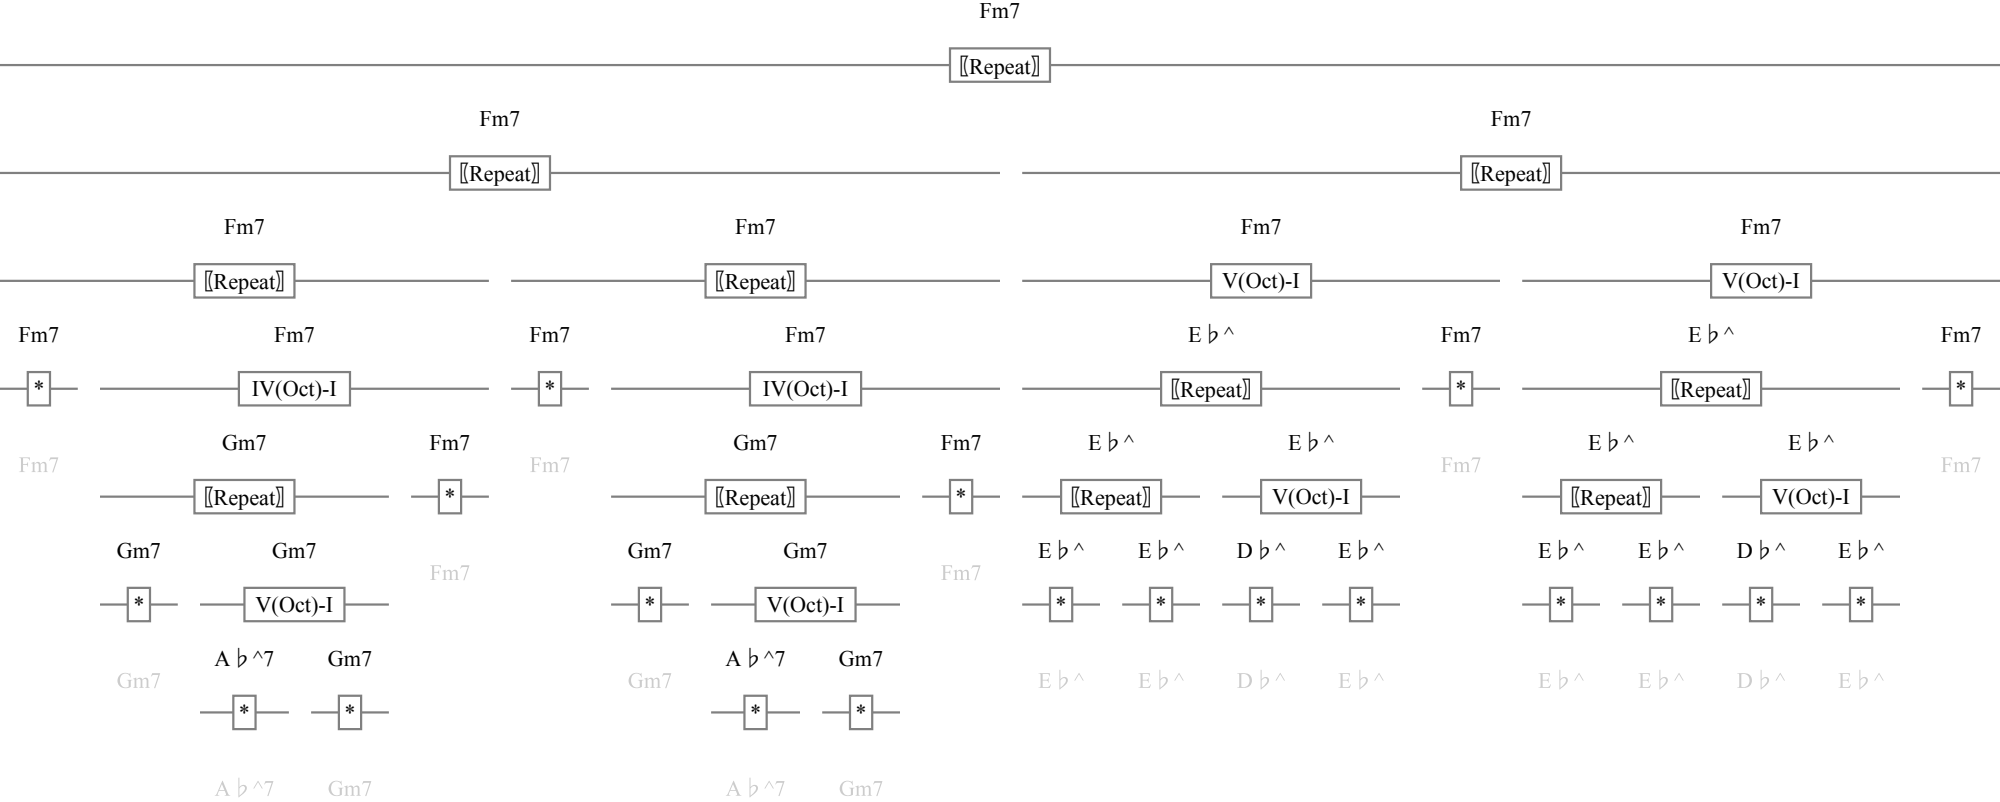 Fm7
⟦Repeat⟧
Fm7 Fm7
⟦Repeat⟧ ⟦Repeat⟧
Fm7 Fm7 Fm7 Fm7
⟦Repeat⟧ ⟦Repeat⟧ V(Oct)-I V(Oct)-I
Fm7 Fm7 Fm7 Fm7 E♭^ Fm7 E♭^ Fm7
* IV(Oct)-I * IV(Oct)-I ⟦Repeat⟧ * ⟦Repeat⟧ *
Gm7 Fm7 Gm7 Fm7 E♭^ E♭^ E♭^ E♭^
Fm7 Fm7 Fm7 Fm7
⟦Repeat⟧ * ⟦Repeat⟧ * ⟦Repeat⟧ V(Oct)-I ⟦Repeat⟧ V(Oct)-I
Gm7 Gm7 Gm7 Gm7 E♭^ E♭^ D♭^ E♭^ E♭^ E♭^ D♭^ E♭^
Fm7 Fm7
* V(Oct)-I * V(Oct)-I * * * * * * * *
A♭^7 Gm7 A♭^7 Gm7
Gm7 Gm7 E♭^ E♭^ D♭^ E♭^ E♭^ E♭^ D♭^ E♭^
* * * *
A♭^7 Gm7 A♭^7 Gm7